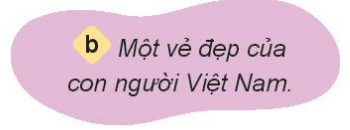 b Một vẻ đẹp của
con người Việt Nam.